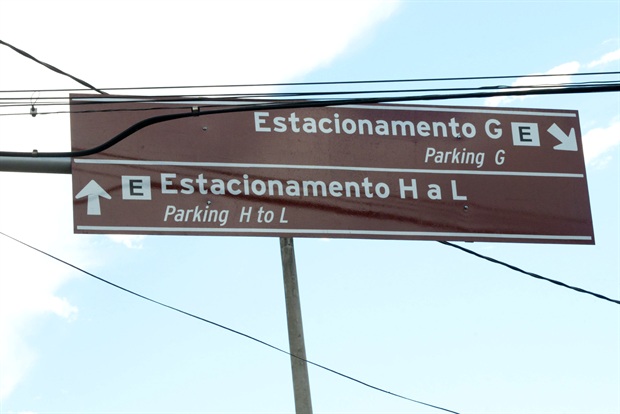 Estacionamento G E
Parking G
E Estacionamento H a L
Parking H to L